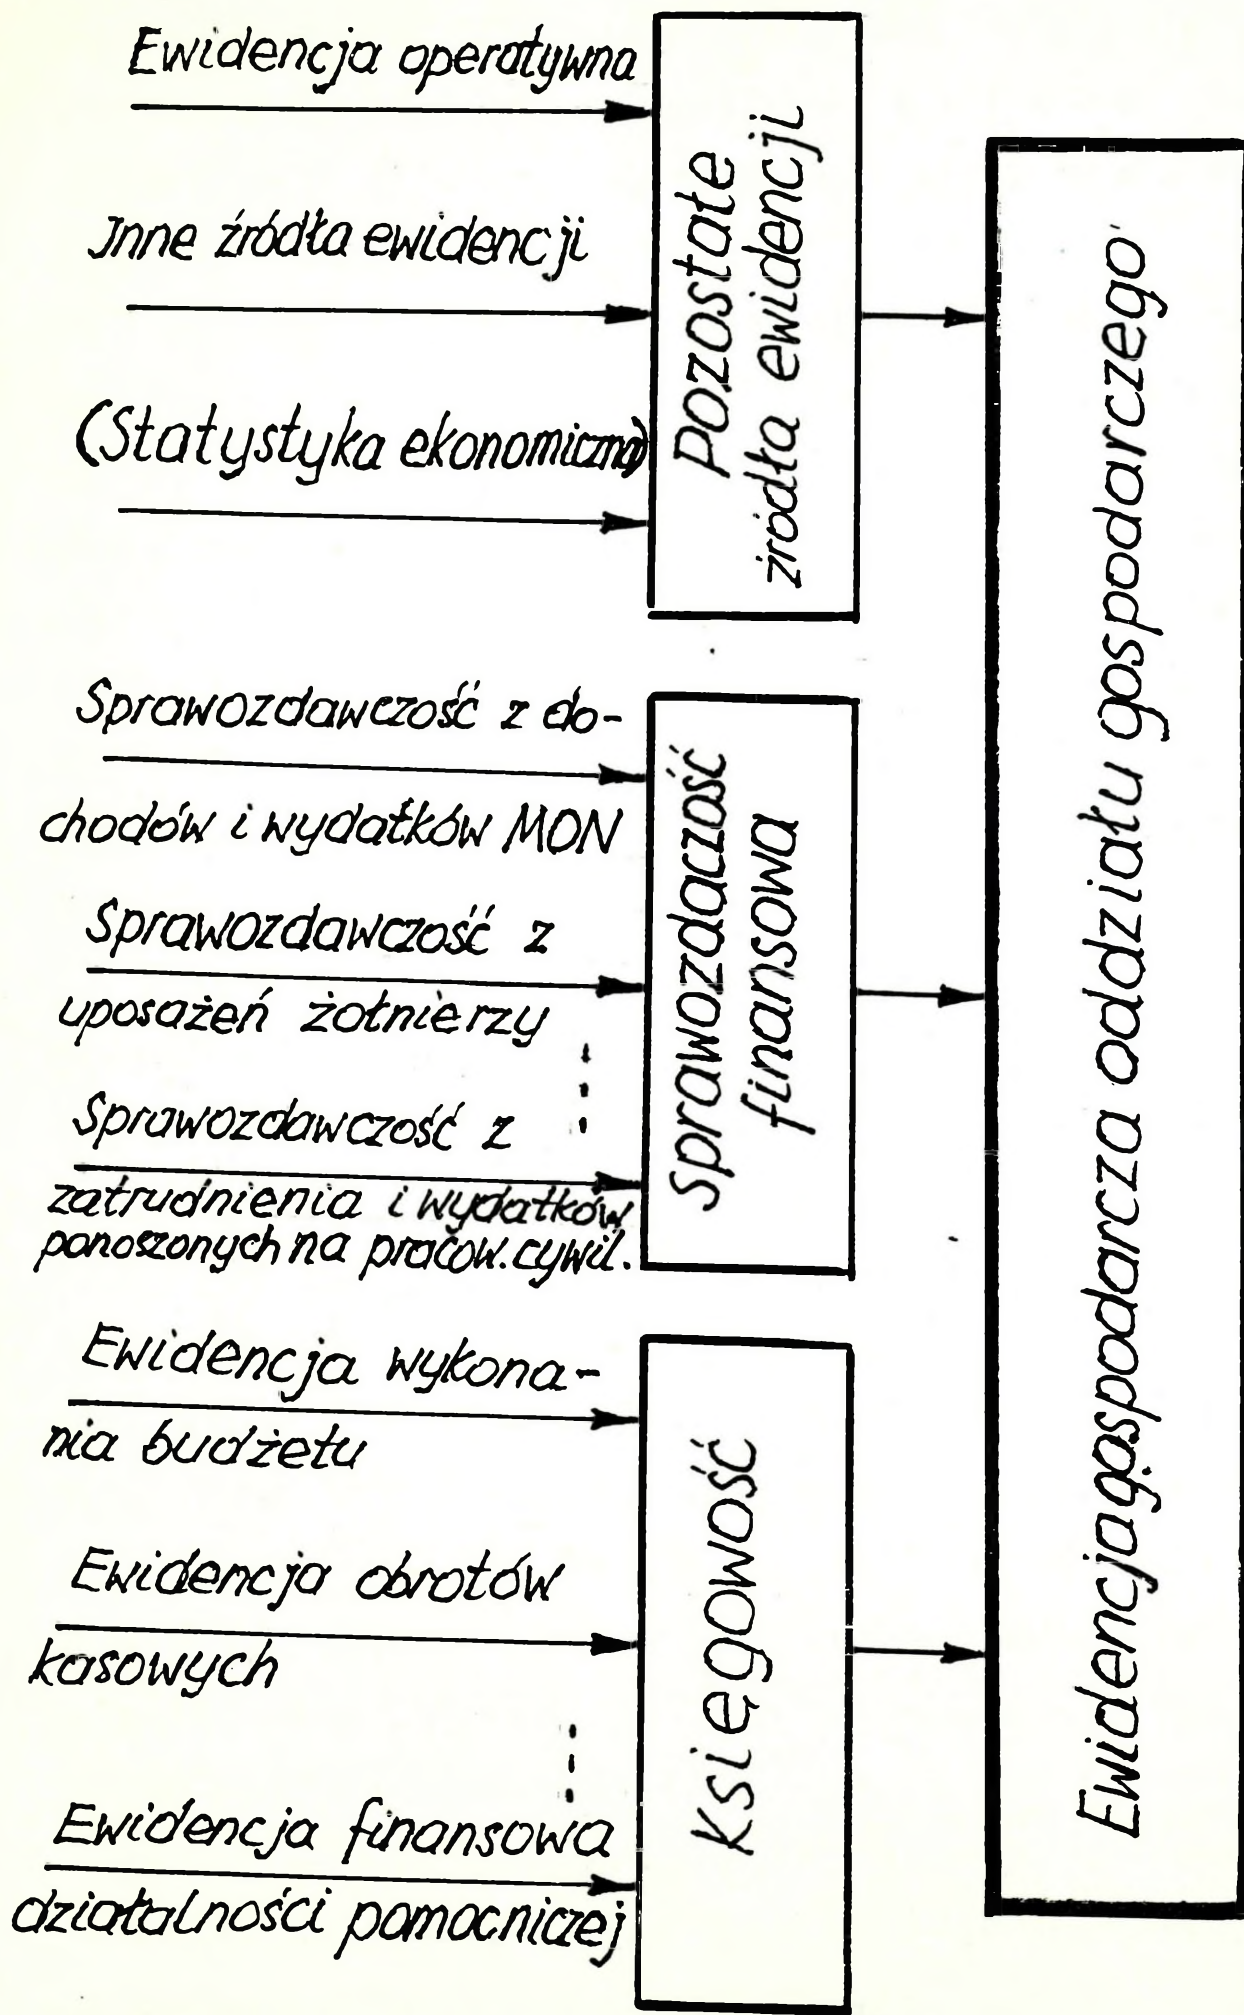 Ewidencja operatywna
Inne źródła ewidencji
(Statystyka ekonomiczna)
Pozostałe
źródła ewidencji
Sprawozdawczość z do-
chodów i wydatków MON
Sprawozdawczość z
uposażeń żołnierzy
Sprawozdawczość z
zatrudnienia i wydatków
ponoszonych na pracow. cywil.
Sprawozdaczość
finansowa
Ewidencja wykona-
nia budżetu
Ewidencja obrotów
kasowych
Ewidencja finansowa
działalności pomocniczej
Księgowość
Ewidencja gospodarcza oddziału gospodarczego